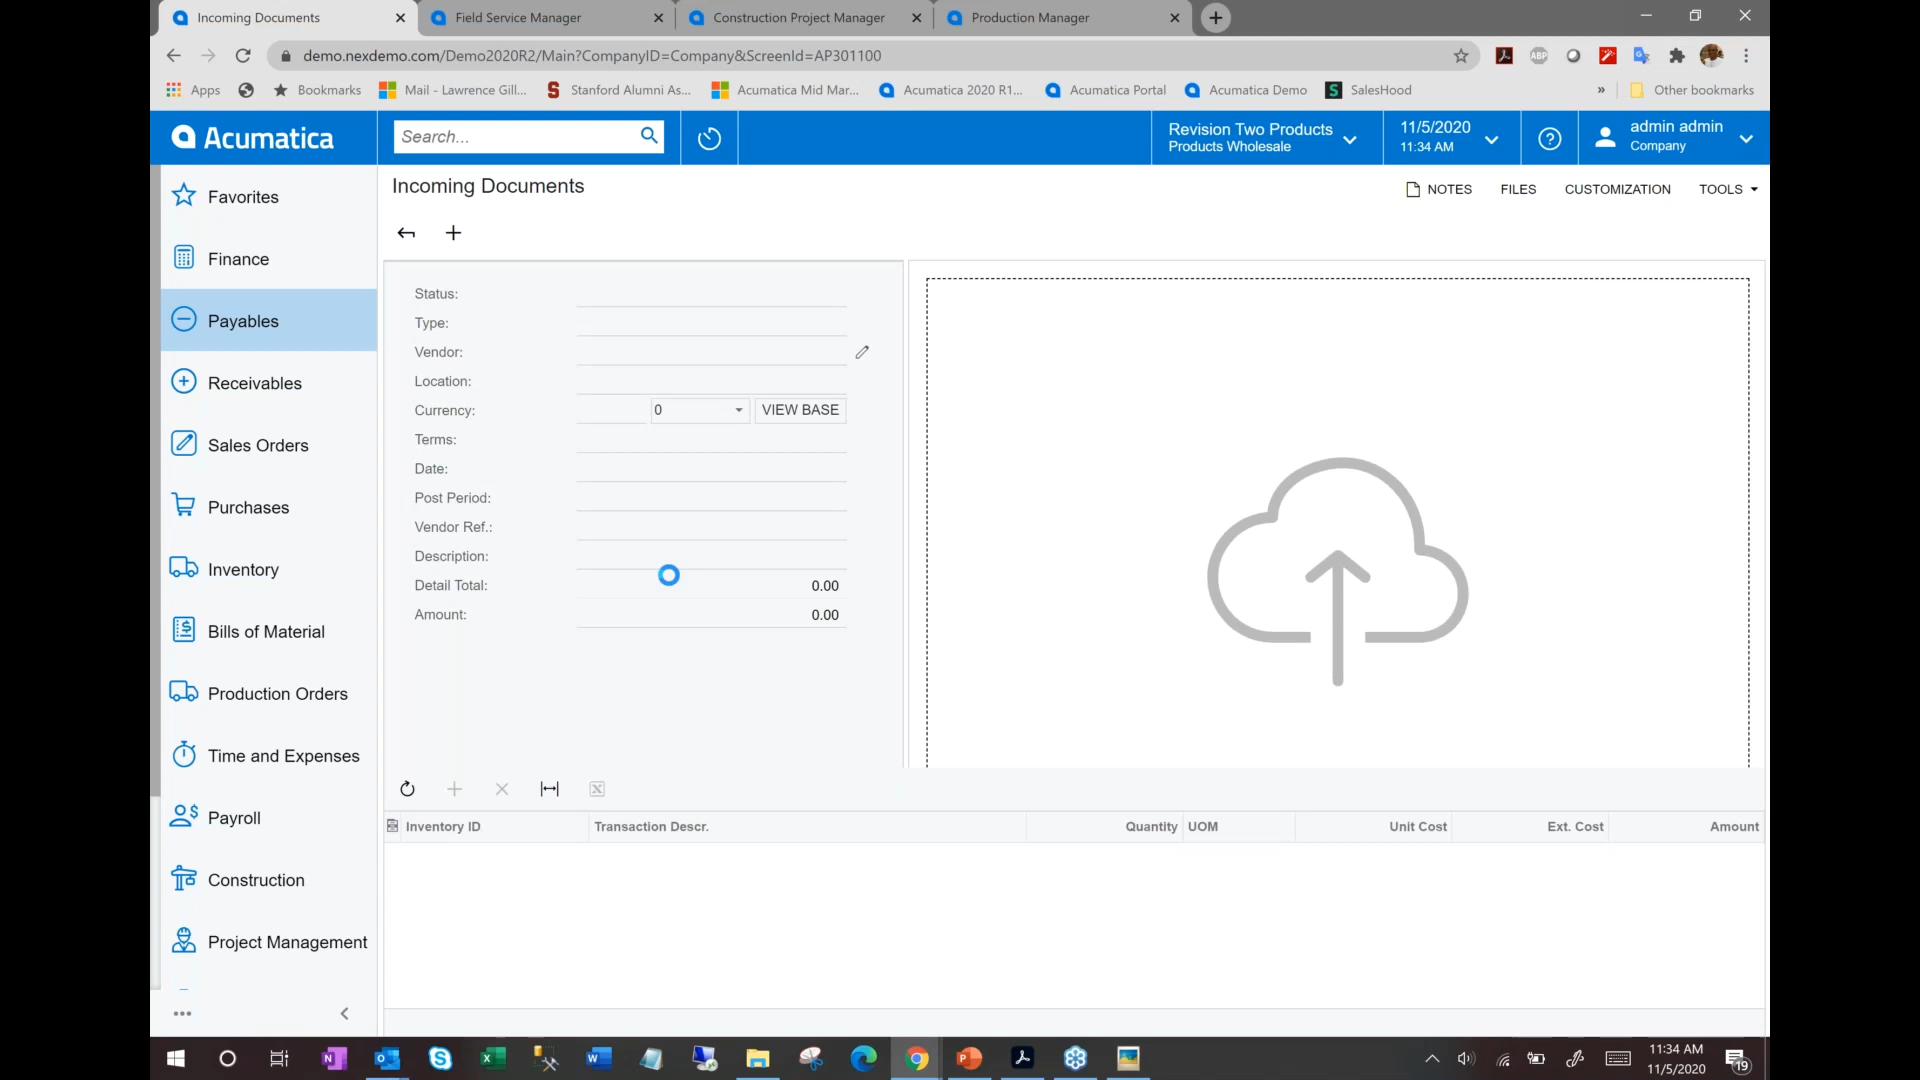 Incoming Documents
Field Service Manager
Construction Project Manager
Production Manager
demo.nexdemo.com/Demo2020R2/Main?CompanyID=Company&ScreenId=AP301100
ABP
Apps
Bookmarks
Mail - Lawrence Gill...
Stanford Alumni As...
Acumatica Mid Mar...
Acumatica 2020 R1...
Acumatica Portal
Acumatica Demo
SalesHood
»
Other bookmarks
Acumatica
Search...
Revision Two Products
Products Wholesale
11/5/2020
11:34 AM
admin admin
Company
Favorites
Finance
Payables
Receivables
Sales Orders
Purchases
Inventory
Bills of Material
Production Orders
Time and Expenses
Payroll
Construction
Project Management
Incoming Documents
NOTES
FILES
CUSTOMIZATION
TOOLS
Status:
Type:
Vendor:
Location:
Currency:
0
VIEW BASE
Terms:
Date:
Post Period:
Vendor Ref.:
Description:
Detail Total:
0.00
Amount:
0.00
Inventory ID
Transaction Descr.
Quantity
UOM
Unit Cost
Ext. Cost
Amount
11:34 AM
11/5/2020
19